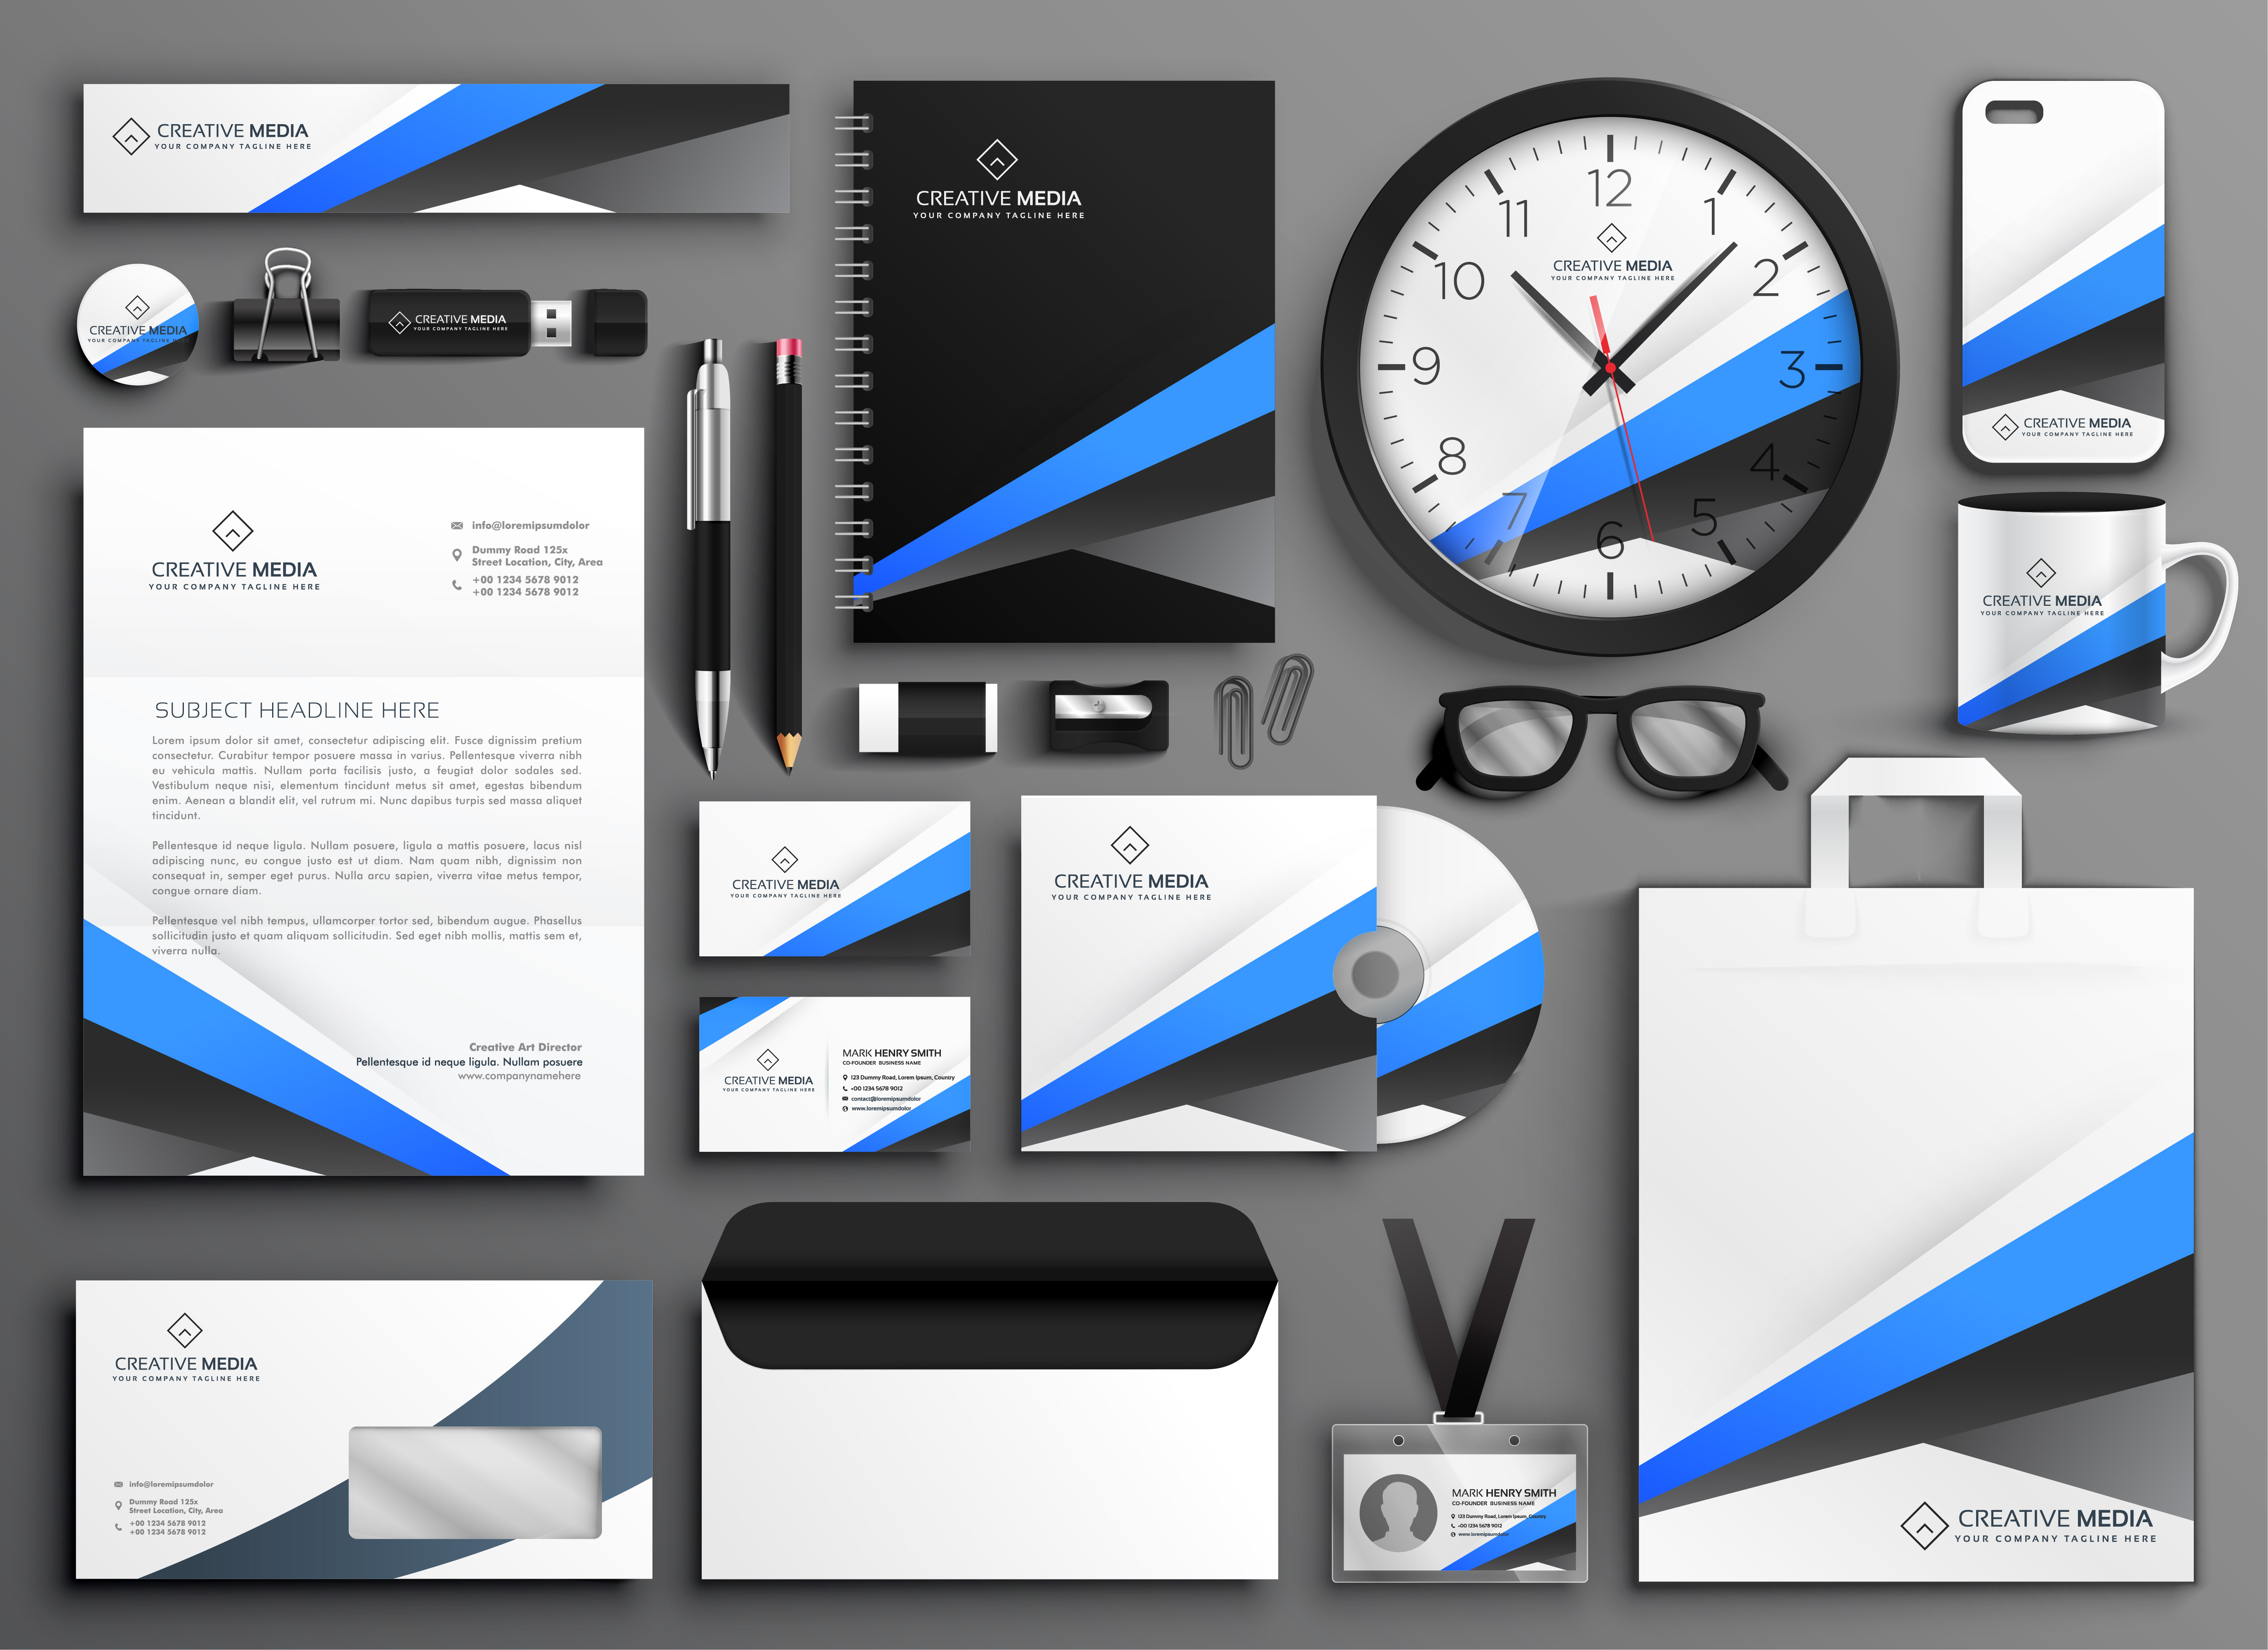 CREATIVE MEDIA
YOUR COMPANY TAGLINE HERE
CREATIVE MEDIA
YOUR COMPANY TAGLINE HERE
CREATIVE MEDIA
YOUR COMPANY TAGLINE HERE
CREATIVE MEDIA
YOUR COMPANY TAGLINE HERE
12
1
2
3
4
5
6
7
8
9
10
11
CREATIVE MEDIA
YOUR COMPANY TAGLINE HERE
CREATIVE MEDIA
YOUR COMPANY TAGLINE HERE
CREATIVE MEDIA
YOUR COMPANY TAGLINE HERE
CREATIVE MEDIA
YOUR COMPANY TAGLINE HERE
info@loremipsumdolor
Dummy Road 125x
Street Location, City, Area
+00 1234 5678 9012
+00 1234 5678 9012
SUBJECT HEADLINE HERE
Lorem ipsum dolor sit amet, consectetur adipiscing elit. Fusce dignissim pretium
consectetur. Curabitur tempor posuere massa in varius. Pellentesque viverra nibh
eu vehicula mattis. Nullam porta facilisis justo, a feugiat dolor sodales sed.
Vestibulum neque nisi, elementum tincidunt metus sit amet, egestas bibendum
enim. Aenean a blandit elit, vel rutrum mi. Nunc dapibus turpis sed massa aliquet
tincidunt.
Pellentesque id neque ligula. Nullam posuere, ligula a mattis posuere, lacus nisl
adipiscing nunc, eu congue justo est ut diam. Nam quam nibh, dignissim non
consequat in, semper eget purus. Nulla arcu sapien, viverra vitae metus tempor,
congue ornare diam.
Pellentesque vel nibh tempus, ullamcorper tortor sed, bibendum augue. Phasellus
sollicitudin justo et quam aliquam sollicitudin. Sed eget nibh mollis, mattis sem et,
viverra nulla.
Creative Art Director
Pellentesque id neque ligula. Nullam posuere
www.companynamehere
CREATIVE MEDIA
YOUR COMPANY TAGLINE HERE
CREATIVE MEDIA
YOUR COMPANY TAGLINE HERE
MARK HENRY SMITH
CO-FOUNDER BUSINESS NAME
123 Dummy Road, Lorem Ipsum, Country
+00 1234 5678 9012
contact@loremipsumdolor
www.loremipsumdolor
CREATIVE MEDIA
YOUR COMPANY TAGLINE HERE
CREATIVE MEDIA
YOUR COMPANY TAGLINE HERE
info@loremipsumdolor
Dummy Road 125x
Street Location, City, Area
+00 1234 5678 9012
+00 1234 5678 9012
MARK HENRY SMITH
CO-FOUNDER BUSINESS NAME
123 Dummy Road, Lorem Ipsum, Country
+00 1234 5678 9012
www.loremipsumdolor
CREATIVE MEDIA
YOUR COMPANY TAGLINE HERE